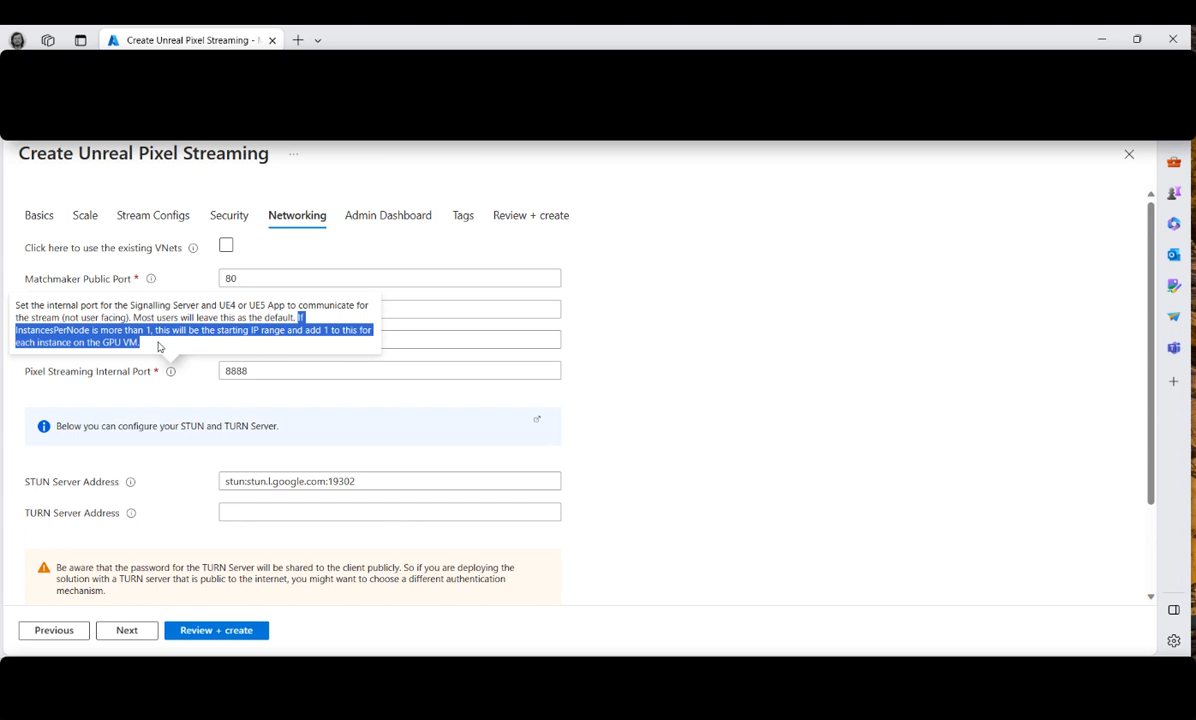 Create Unreal Pixel Streaming -
Create Unreal Pixel Streaming
Basics Scale Stream Configs Security Networking Admin Dashboard Tags Review + create
Click here to use the existing VNets
Matchmaker Public Port * 80
Set the internal port for the Signalling Server and UE4 or UE5 App to communicate for
the stream (not user facing). Most users will leave this as the default. If
InstancesPerNode is more than 1, this will be the starting IP range and add 1 to this for
each instance on the GPU VM.
Pixel Streaming Internal Port * 8888
Below you can configure your STUN and TURN Server.
STUN Server Address stun:stun.l.google.com:19302
TURN Server Address
Be aware that the password for the TURN Server will be shared to the client publicly. So if you are deploying the
solution with a TURN server that is public to the internet, you might want to choose a different authentication
mechanism.
Previous Next Review + create